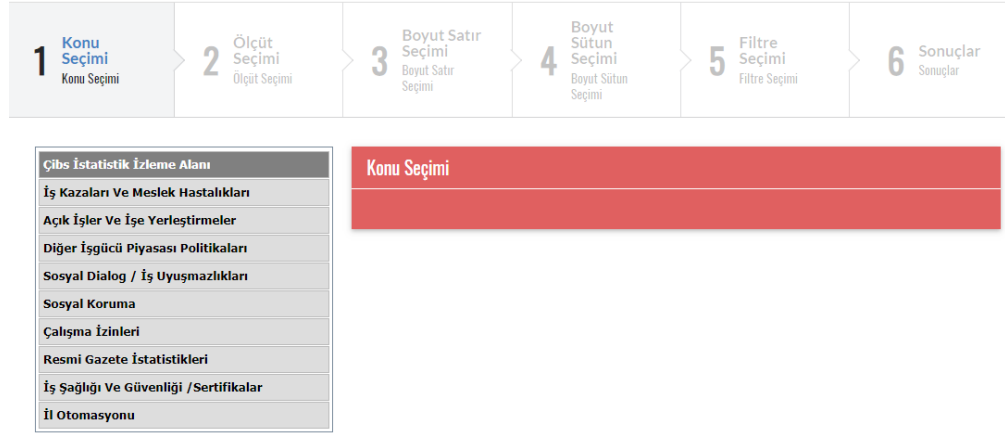 1
Konu
Seçimi
Konu Seçimi
2
Ölçüt
Seçimi
Ölçüt Seçimi
3
Boyut Satır
Seçimi
Boyut Satır
Seçimi
4
Boyut
Sütun
Seçimi
Boyut Sütun
Seçimi
5
Filtre
Seçimi
Filtre Seçimi
6
Sonuçlar
Sonuçlar
Çibs İstatistik İzleme Alanı
İş Kazaları Ve Meslek Hastalıkları
Açık İşler Ve İşe Yerleştirmeler
Diğer İşgücü Piyasası Politikaları
Sosyal Dialog / İş Uyuşmazlıkları
Sosyal Koruma
Çalışma İzinleri
Resmi Gazete İstatistikleri
İş Sağlığı Ve Güvenliği /Sertifikalar
İl Otomasyonu
Konu Seçimi